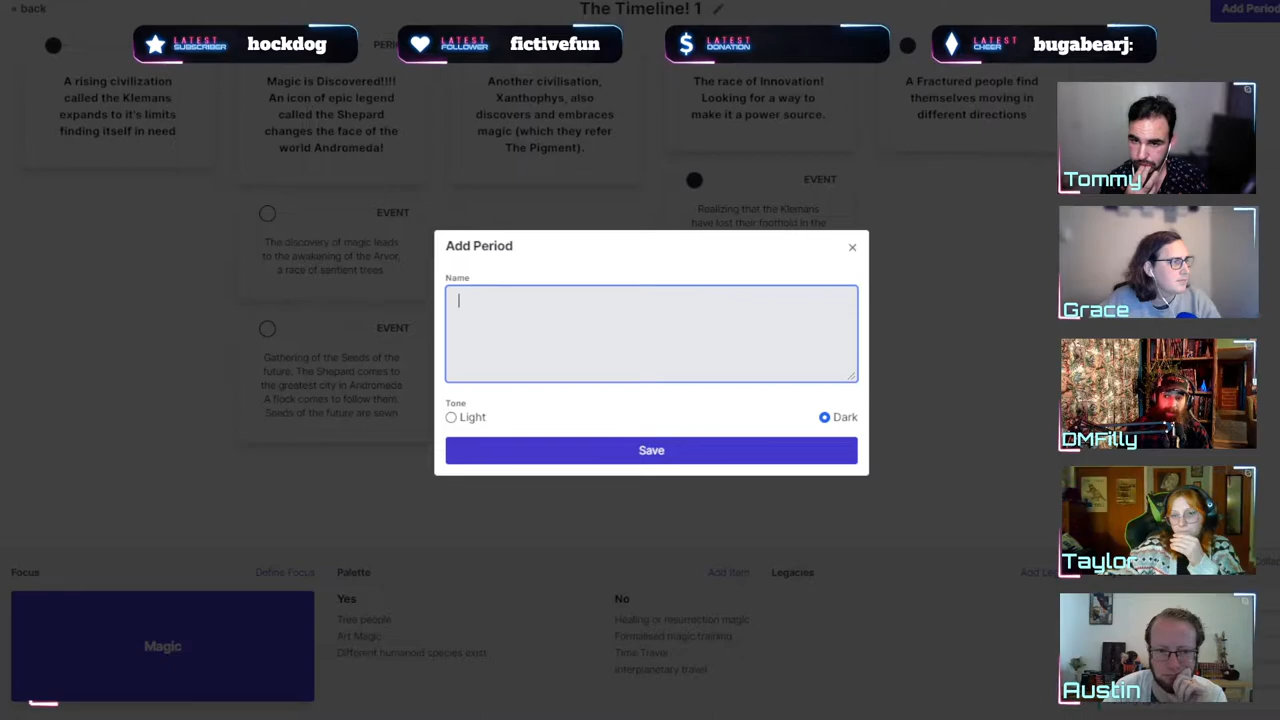 « back
The Timeline! 1
Add Period
LATEST SUBSCRIBER
hockdog
LATEST FOLLOWER
fictivefun
LATEST DONATION
LATEST CHEER
bugabearj:
A rising civilization
called the Klemans
expands to it's limits
finding itself in need
Magic is Discovered!!!!
An icon of epic legend
called the Shepard
changes the face of the
world Andromeda!
Another civilisation,
Xanthophys, also
discovers and embraces
magic (which they refer
The Pigment).
The race of Innovation!
Looking for a way to
make it a power source.
A Fractured people find
themselves moving in
different directions
EVENT
The discovery of magic leads
to the awakening of the Arvor,
a race of sentient trees
EVENT
Gathering of the Seeds of the
future. The Shepard comes to
the greatest city in Andromeda
A flock comes to follow them.
Seeds of the future are sown
EVENT
Realizing that the Klemans
have lost their foothold in the
Add Period
×
Name
Tone
Light
Dark
Save
Focus
Define Focus
Magic
Palette
Add Item
Yes
Tree people
Art Magic
Different humanoid species exist
No
Healing or resurrection magic
Formalised magic training
Time Travel
Interplanetary travel
Legacies
Tommy
Grace
DMFilly
Taylor
Austin